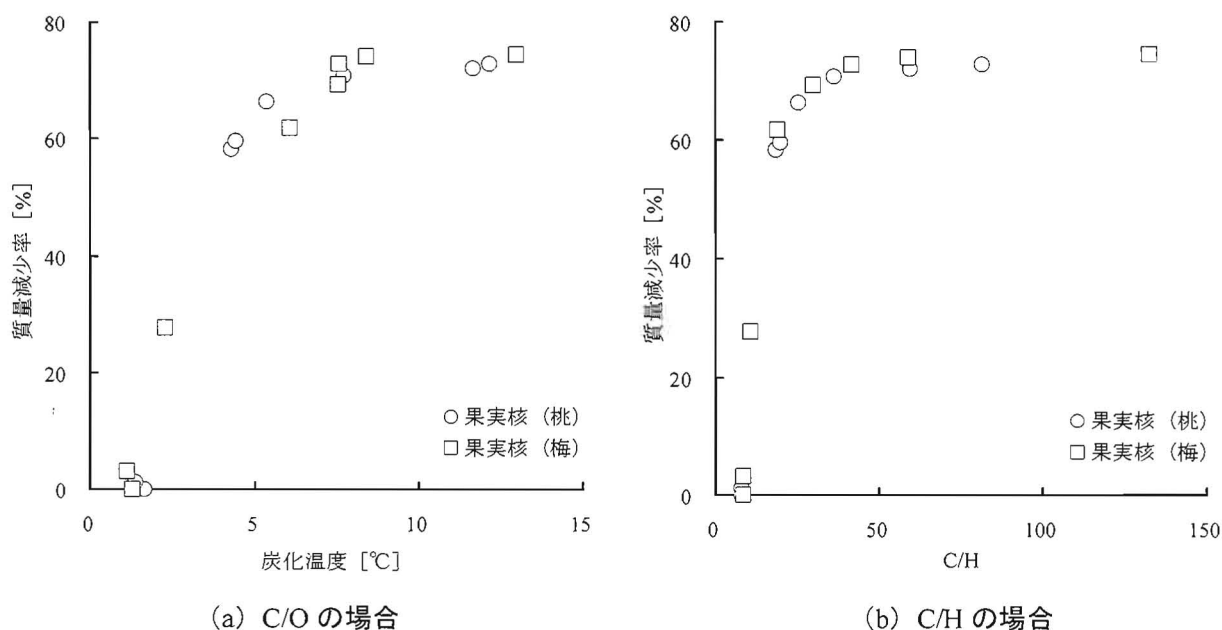 80
60
40
20
0
質量減少率 [%]
○ 果実核 (桃)
□ 果実核 (梅)
0 5 10 15
炭化温度 [℃]
(a) C/O の場合
80
60
40
20
0
質量減少率 [%]
○ 果実核 (桃)
□ 果実核 (梅)
0 50 100 150
C/H
(b) C/H の場合